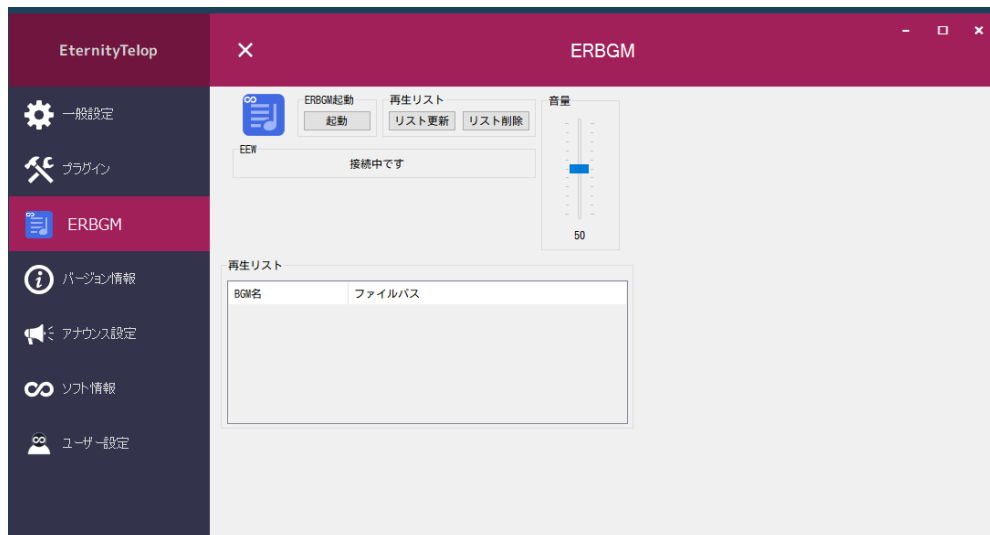 EternityTelop
ERBGM
一般設定
プラグイン
ERBGM
バージョン情報
アナウンス設定
ソフト情報
ユーザー設定
ERBGM起動
起動
再生リスト
リスト更新 リスト削除
音量
50
EEW
接続中です
再生リスト
BGM名 ファイルパス